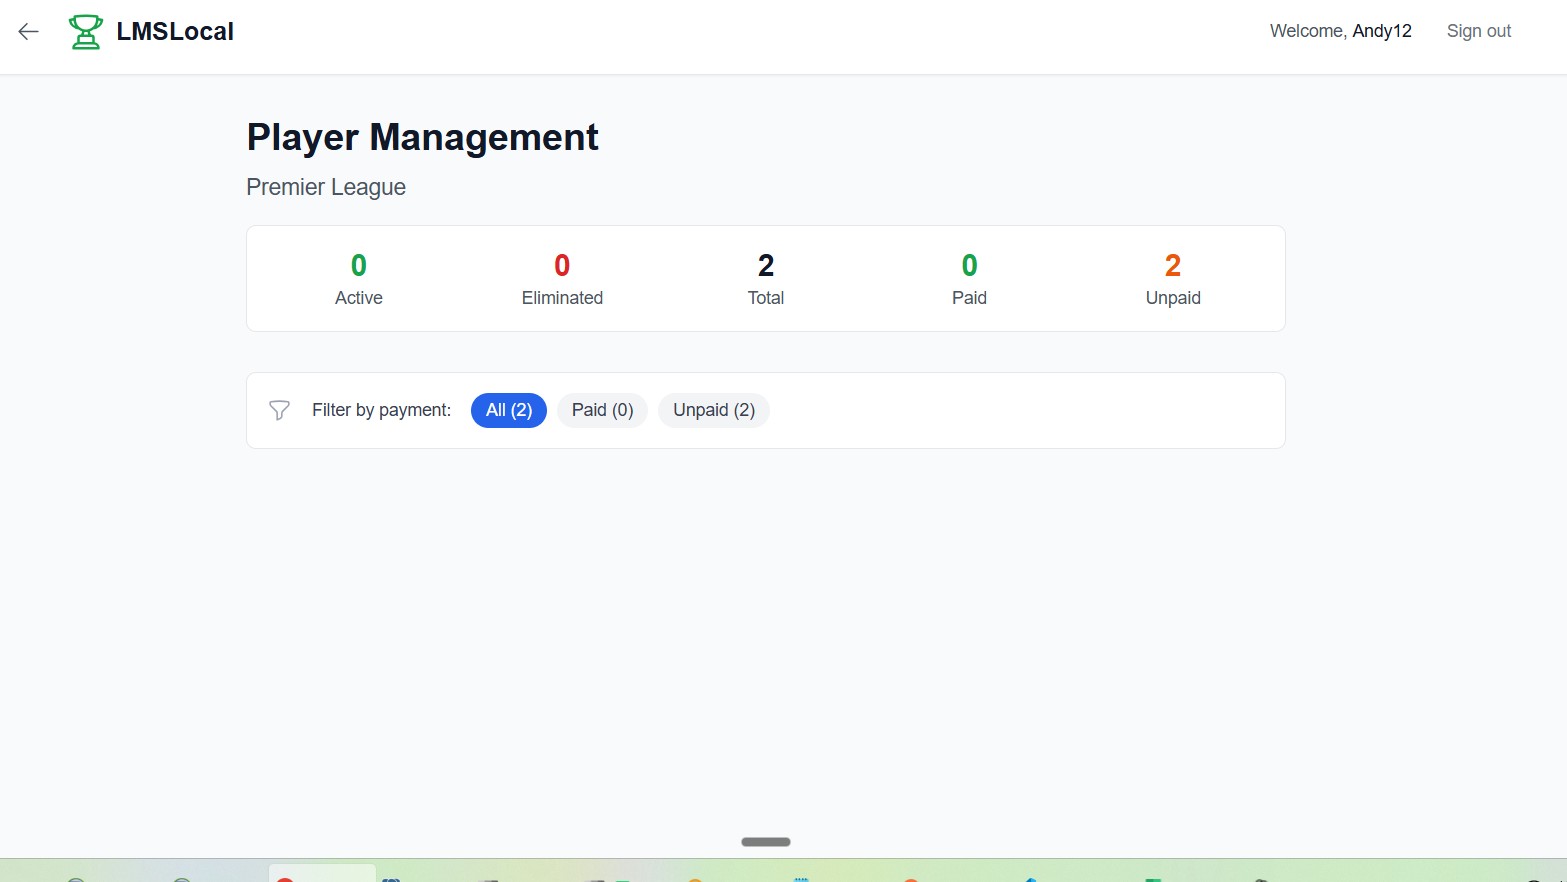 LMSLocal
Welcome, Andy12
Sign out
Player Management
Premier League
0
Active
0
Eliminated
2
Total
0
Paid
2
Unpaid
Filter by payment:
All (2)
Paid (0)
Unpaid (2)